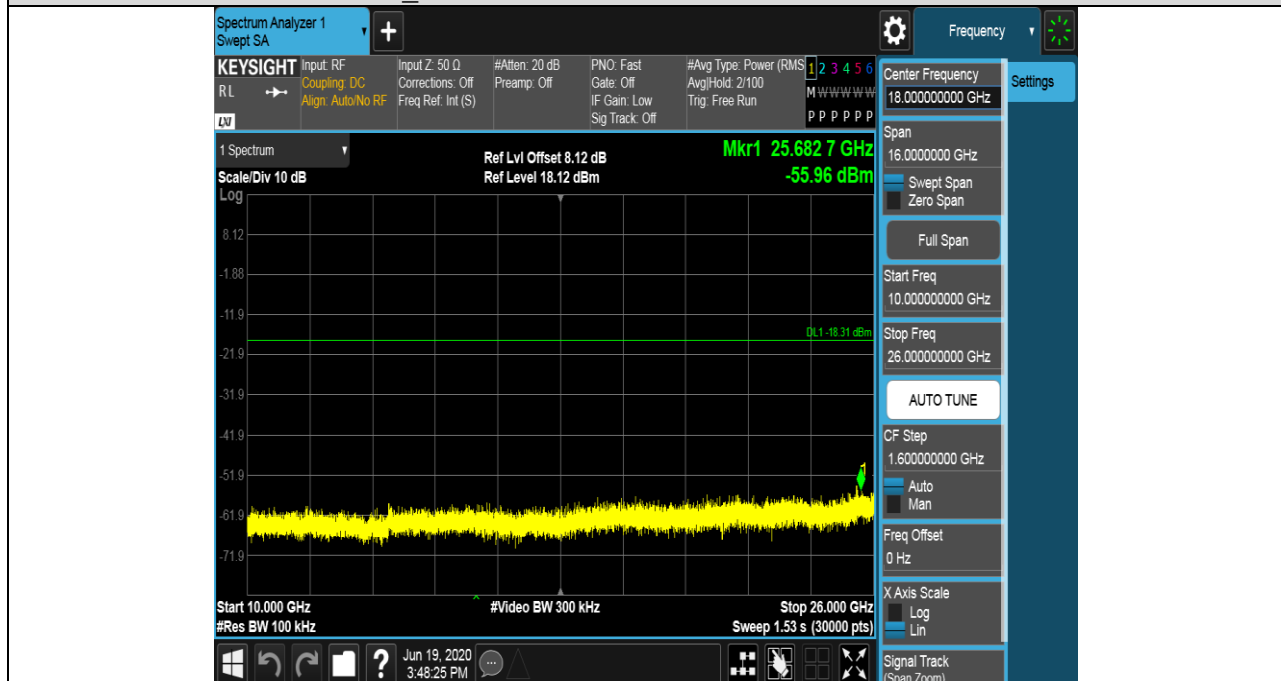 Spectrum Analyzer 1
Swept SA
+
Frequency
KEYSIGHT
RL
LXI
Input: RF
Coupling: DC
Align: Auto/No RF
Input Z: 50 Ω
Corrections: Off
Freq Ref: Int (S)
#Atten: 20 dB
Preamp: Off
PNO: Fast
Gate: Off
IF Gain: Low
Sig Track: Off
#Avg Type: Power (RMS
Avg|Hold: 2/100
Trig: Free Run
1 2 3 4 5 6
M W W W W W
P P P P P P
1 Spectrum
Scale/Div 10 dB
Ref Lvl Offset 8.12 dB
Ref Level 18.12 dBm
Mkr1 25.682 7 GHz
-55.96 dBm
Log
8.12
-1.88
-11.9
-21.9
-31.9
-41.9
-51.9
-61.9
-71.9
DL1 -18.31 dBm
1
Start 10.000 GHz
#Res BW 100 kHz
#Video BW 300 kHz
Stop 26.000 GHz
Sweep 1.53 s (30000 pts)
Center Frequency
18.000000000 GHz
Span
16.0000000 GHz
Swept Span
Zero Span
Full Span
Start Freq
10.000000000 GHz
Stop Freq
26.000000000 GHz
AUTO TUNE
CF Step
1.600000000 GHz
Auto
Man
Freq Offset
0 Hz
X Axis Scale
Log
Lin
Signal Track
(Span Zoom)
Settings
?
Jun 19, 2020
3:48:25 PM